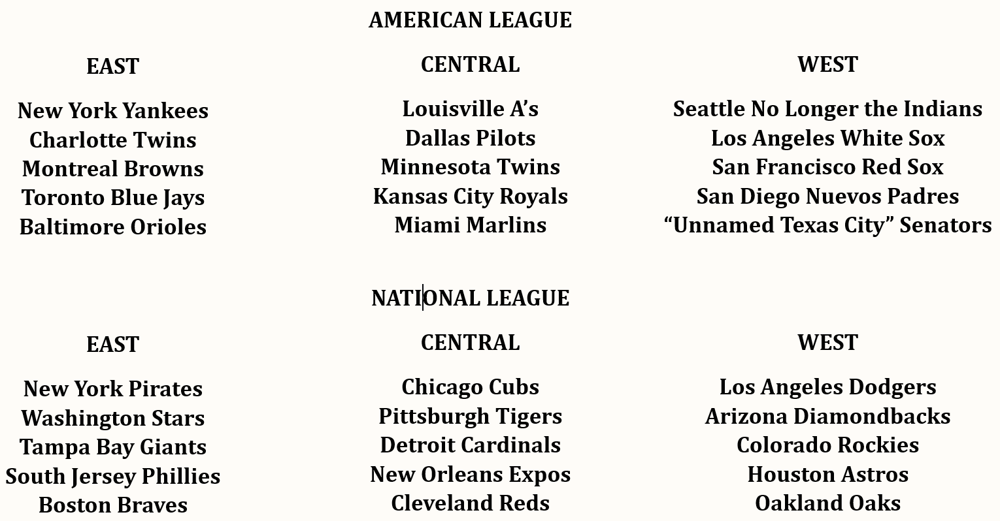 AMERICAN LEAGUE
EAST
New York Yankees
Charlotte Twins
Montreal Browns
Toronto Blue Jays
Baltimore Orioles
CENTRAL
Louisville A’s
Dallas Pilots
Minnesota Twins
Kansas City Royals
Miami Marlins
WEST
Seattle No Longer the Indians
Los Angeles White Sox
San Francisco Red Sox
San Diego Nuevos Padres
“Unnamed Texas City” Senators
NATIONAL LEAGUE
EAST
New York Pirates
Washington Stars
Tampa Bay Giants
South Jersey Phillies
Boston Braves
CENTRAL
Chicago Cubs
Pittsburgh Tigers
Detroit Cardinals
New Orleans Expos
Cleveland Reds
WEST
Los Angeles Dodgers
Arizona Diamondbacks
Colorado Rockies
Houston Astros
Oakland Oaks